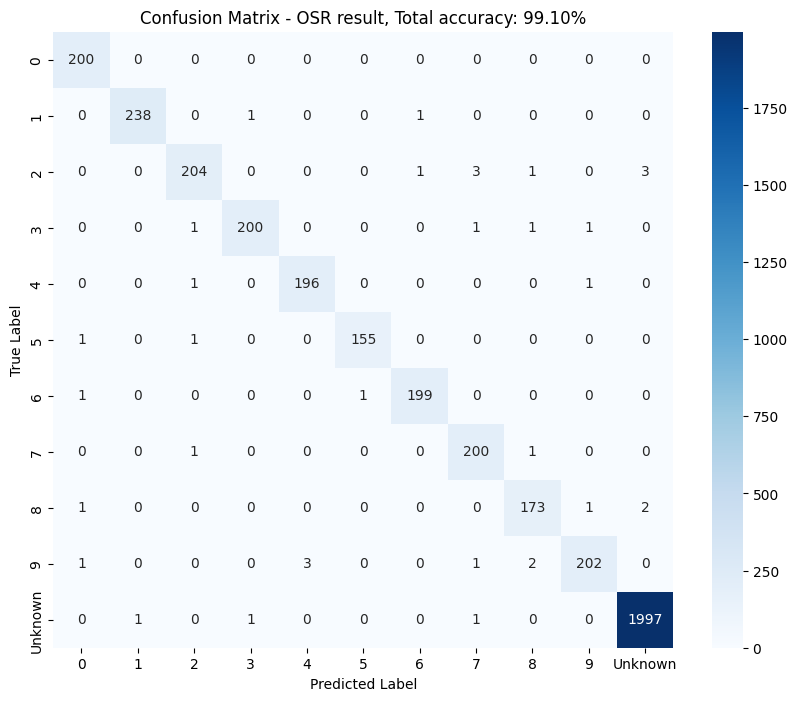 Confusion Matrix - OSR result, Total accuracy: 99.10%
True Label
0 200 0 0 0 0 0 0 0 0 0 0
1 0 238 0 1 0 0 1 0 0 0 0
2 0 0 204 0 0 0 1 3 1 0 3
3 0 0 1 200 0 0 0 1 1 1 0
4 0 0 1 0 196 0 0 0 0 1 0
5 1 0 1 0 0 155 0 0 0 0 0
6 1 0 0 0 0 1 199 0 0 0 0
7 0 0 1 0 0 0 0 200 1 0 0
8 1 0 0 0 0 0 0 0 173 1 2
9 1 0 0 0 3 0 0 1 2 202 0
Unknown 0 1 0 1 0 0 0 1 0 0 1997
0 1 2 3 4 5 6 7 8 9 Unknown
Predicted Label
1750
1500
1250
1000
750
500
250
0